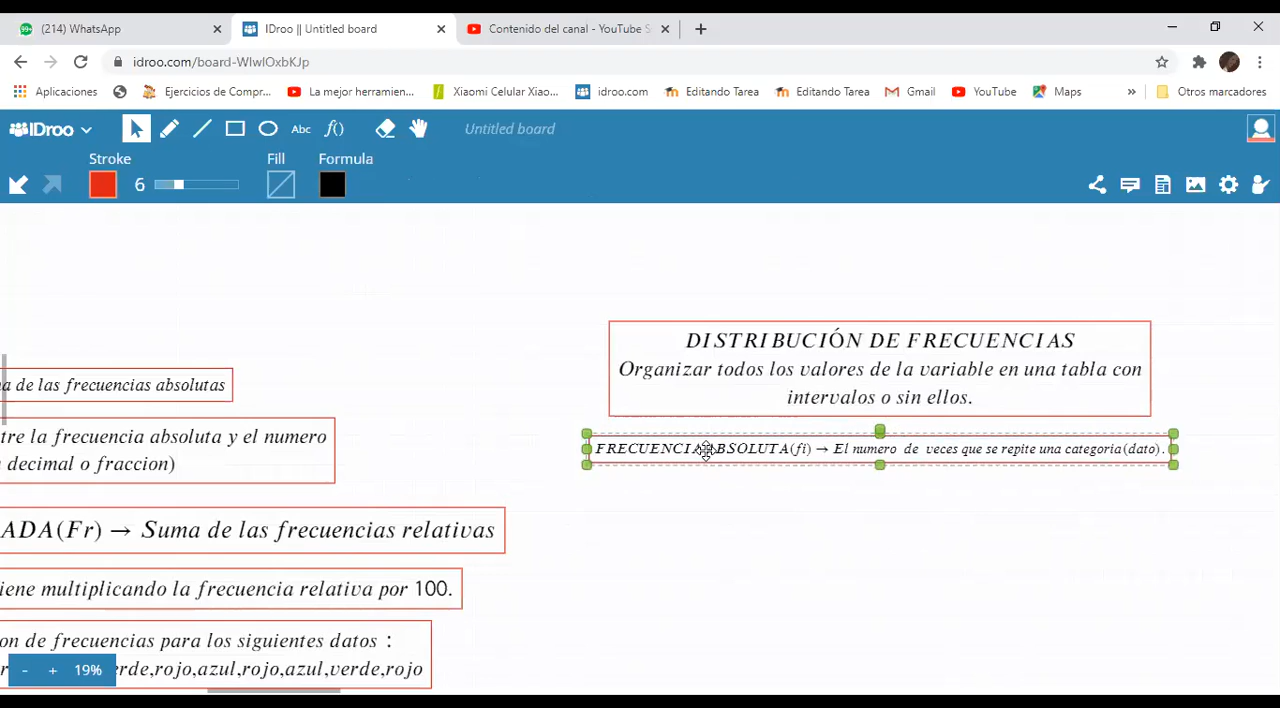 (214) WhatsApp
IDroo || Untitled board
Contenido del canal - YouTube S
idroo.com/board-WIwIOxbKJp
Aplicaciones
Ejercicios de Compr...
La mejor herramien...
Xiaomi Celular Xiao...
idroo.com
Editando Tarea
Editando Tarea
Gmail
YouTube
Maps
»
Otros marcadores
IDroo
Abc
f()
Untitled board
Stroke
Fill
Formula
6
DISTRIBUCIÓN DE FRECUENCIAS
Organizar todos los valores de la variable en una tabla con
intervalos o sin ellos.
a de las frecuencias absolutas
FRECUENCIA ABSOLUTA(fi) → El numero de veces que se repite una categoria(dato).
tre la frecuencia absoluta y el numero
decimal o fraccion)
ADA(Fr) → Suma de las frecuencias relativas
iene multiplicando la frecuencia relativa por 100.
on de frecuencias para los siguientes datos :
erde,rojo,azul,rojo,azul,verde,rojo
- + 19%